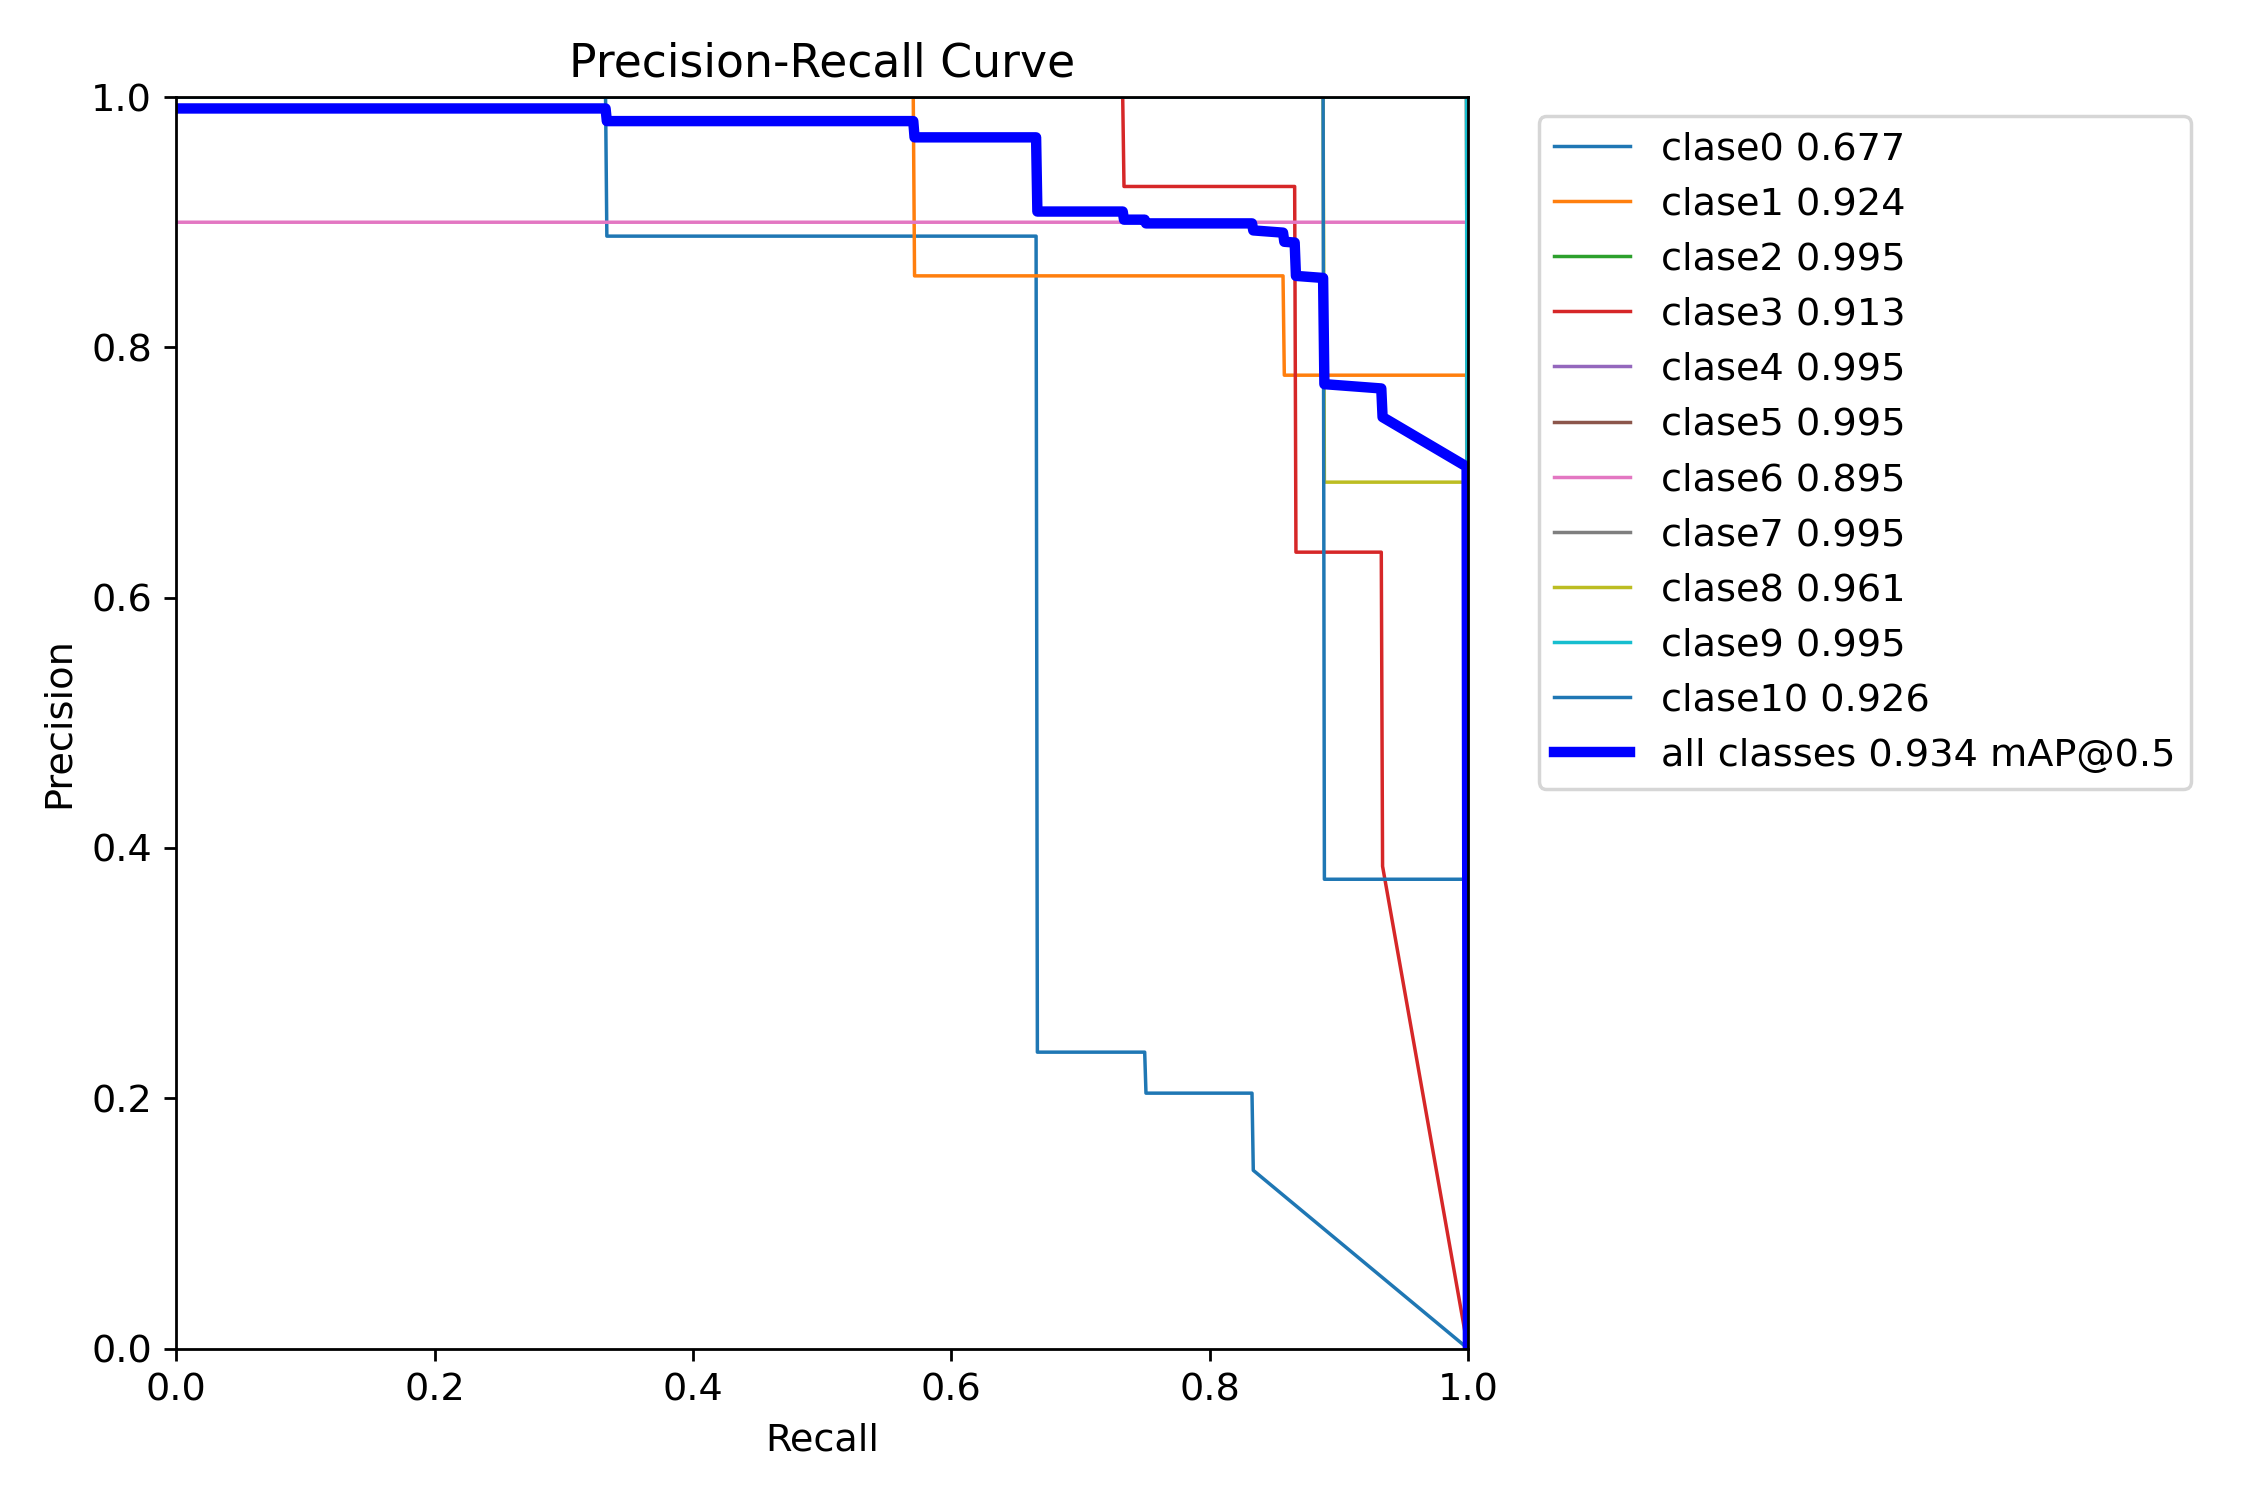 Precision-Recall Curve
1.0
0.8
0.6
0.4
0.2
0.0
Precision
0.0 0.2 0.4 0.6 0.8 1.0
Recall
clase0 0.677
clase1 0.924
clase2 0.995
clase3 0.913
clase4 0.995
clase5 0.995
clase6 0.895
clase7 0.995
clase8 0.961
clase9 0.995
clase10 0.926
all classes 0.934 mAP@0.5